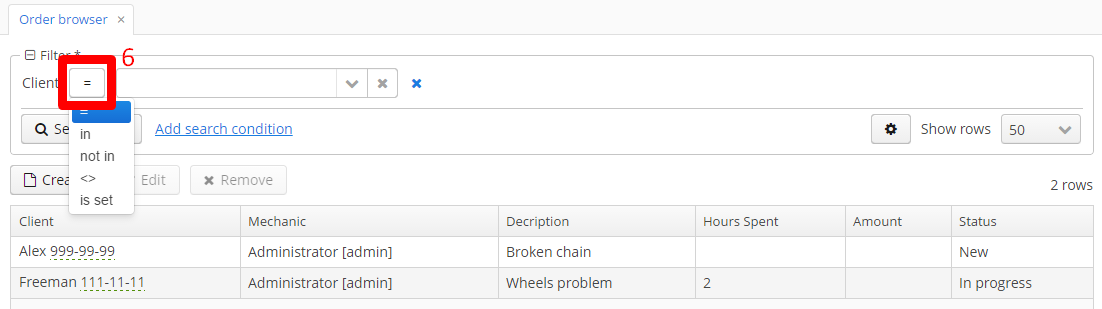 Order browser ×
Filter * 6
Client =
=
in
not in
<>
is set
Add search condition
Show rows 50
Edit
Remove
2 rows
Client Mechanic Decription Hours Spent Amount Status
Alex 999-99-99 Administrator [admin] Broken chain New
Freeman 111-11-11 Administrator [admin] Wheels problem 2 In progress